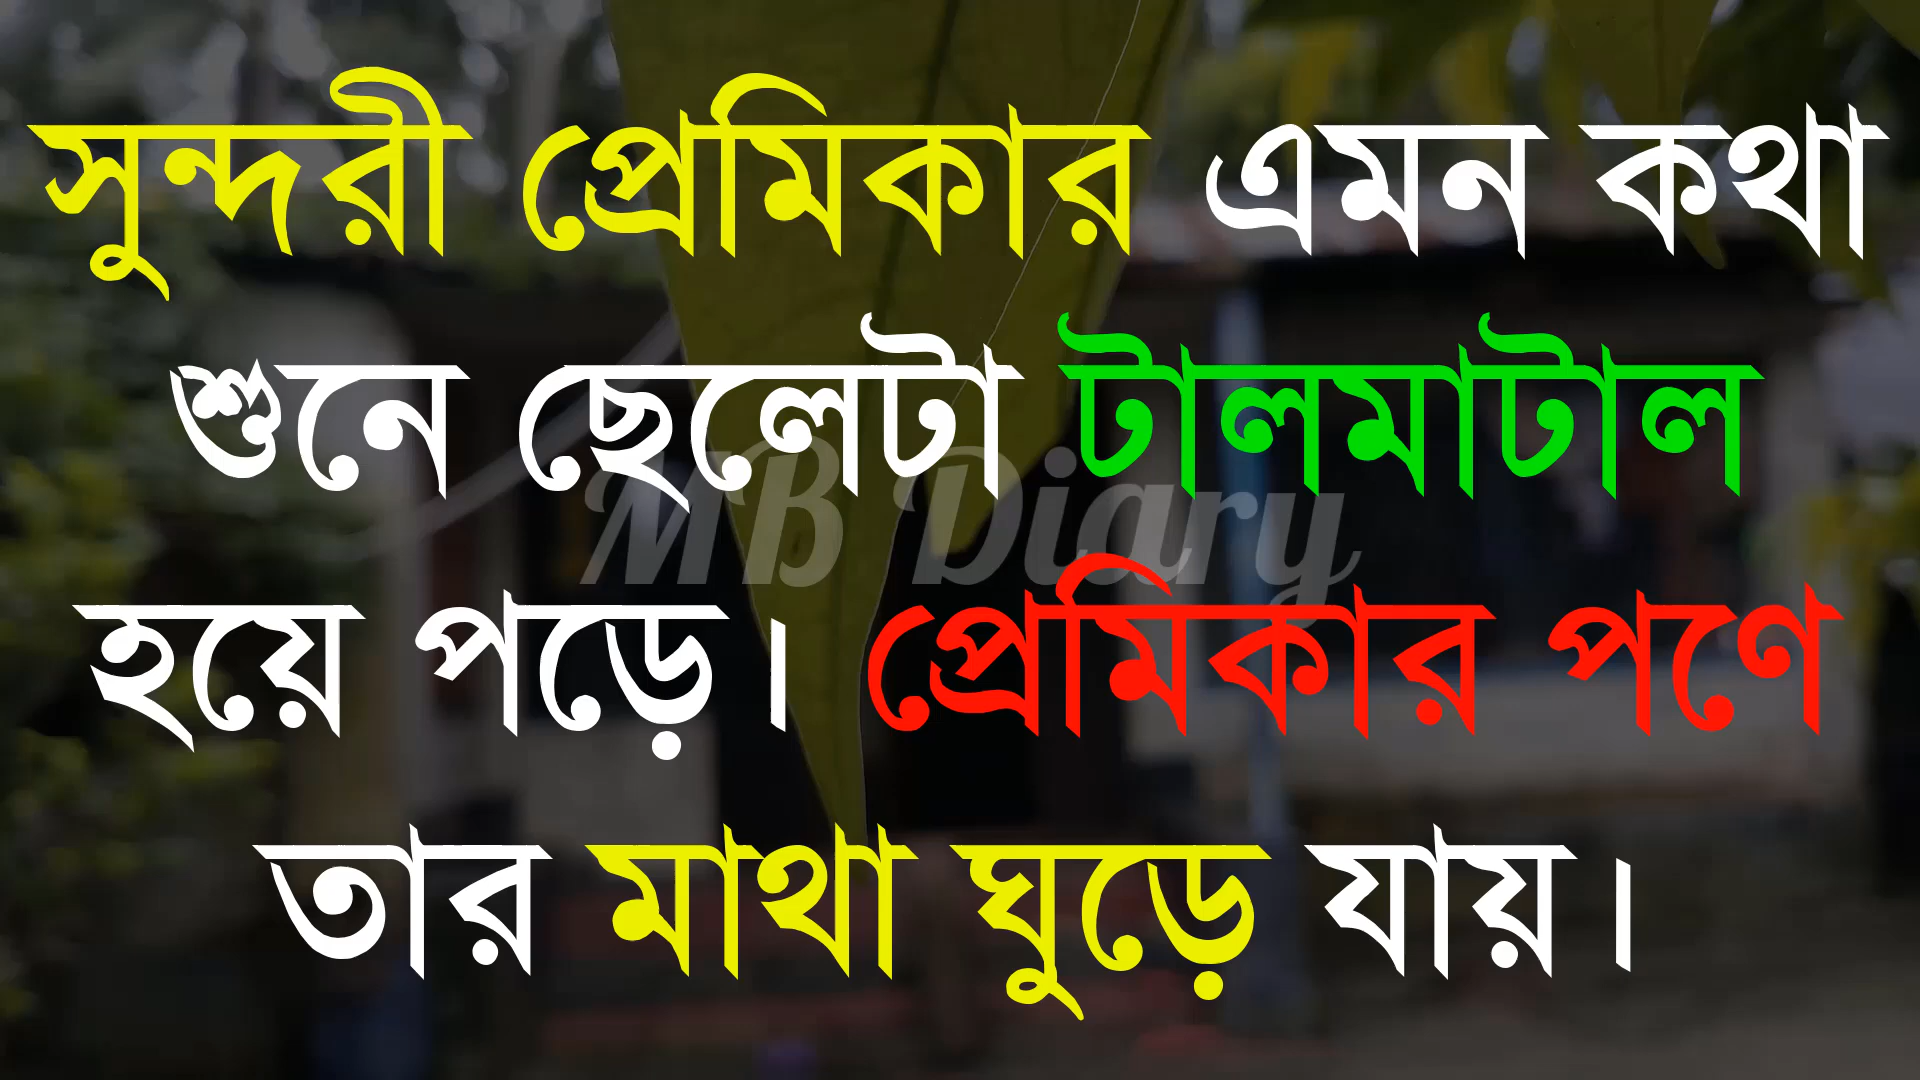 সুন্দরী প্রেমিকার এমন কথা
শুনে ছেলেটা টালমাটাল
হয়ে পড়ে। প্রেমিকার পণে
তার মাথা ঘুড়ে যায়।
MB Diary